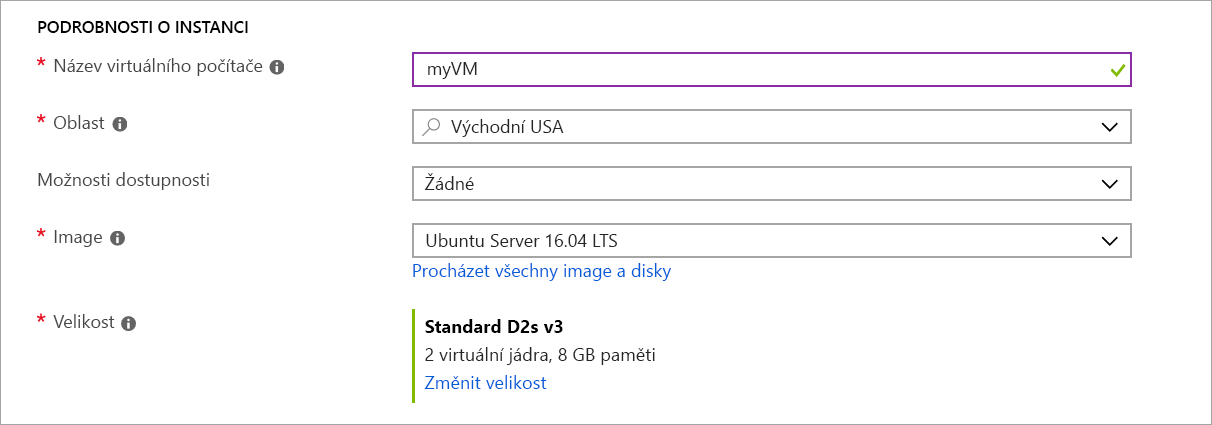 PODROBNOSTI O INSTANCI
* Název virtuálního počítače
myVM
* Oblast
Východní USA
Možnosti dostupnosti
Žádné
* Image
Ubuntu Server 16.04 LTS
Procházet všechny image a disky
* Velikost
Standard D2s v3
2 virtuální jádra, 8 GB paměti
Změnit velikost